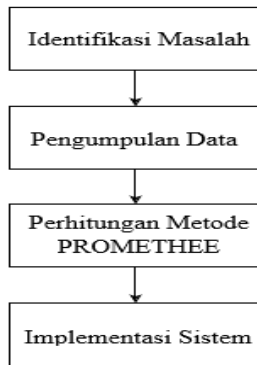 Identifikasi Masalah
Pengumpulan Data
Perhitungan Metode
PROMETHEE
Implementasi Sistem